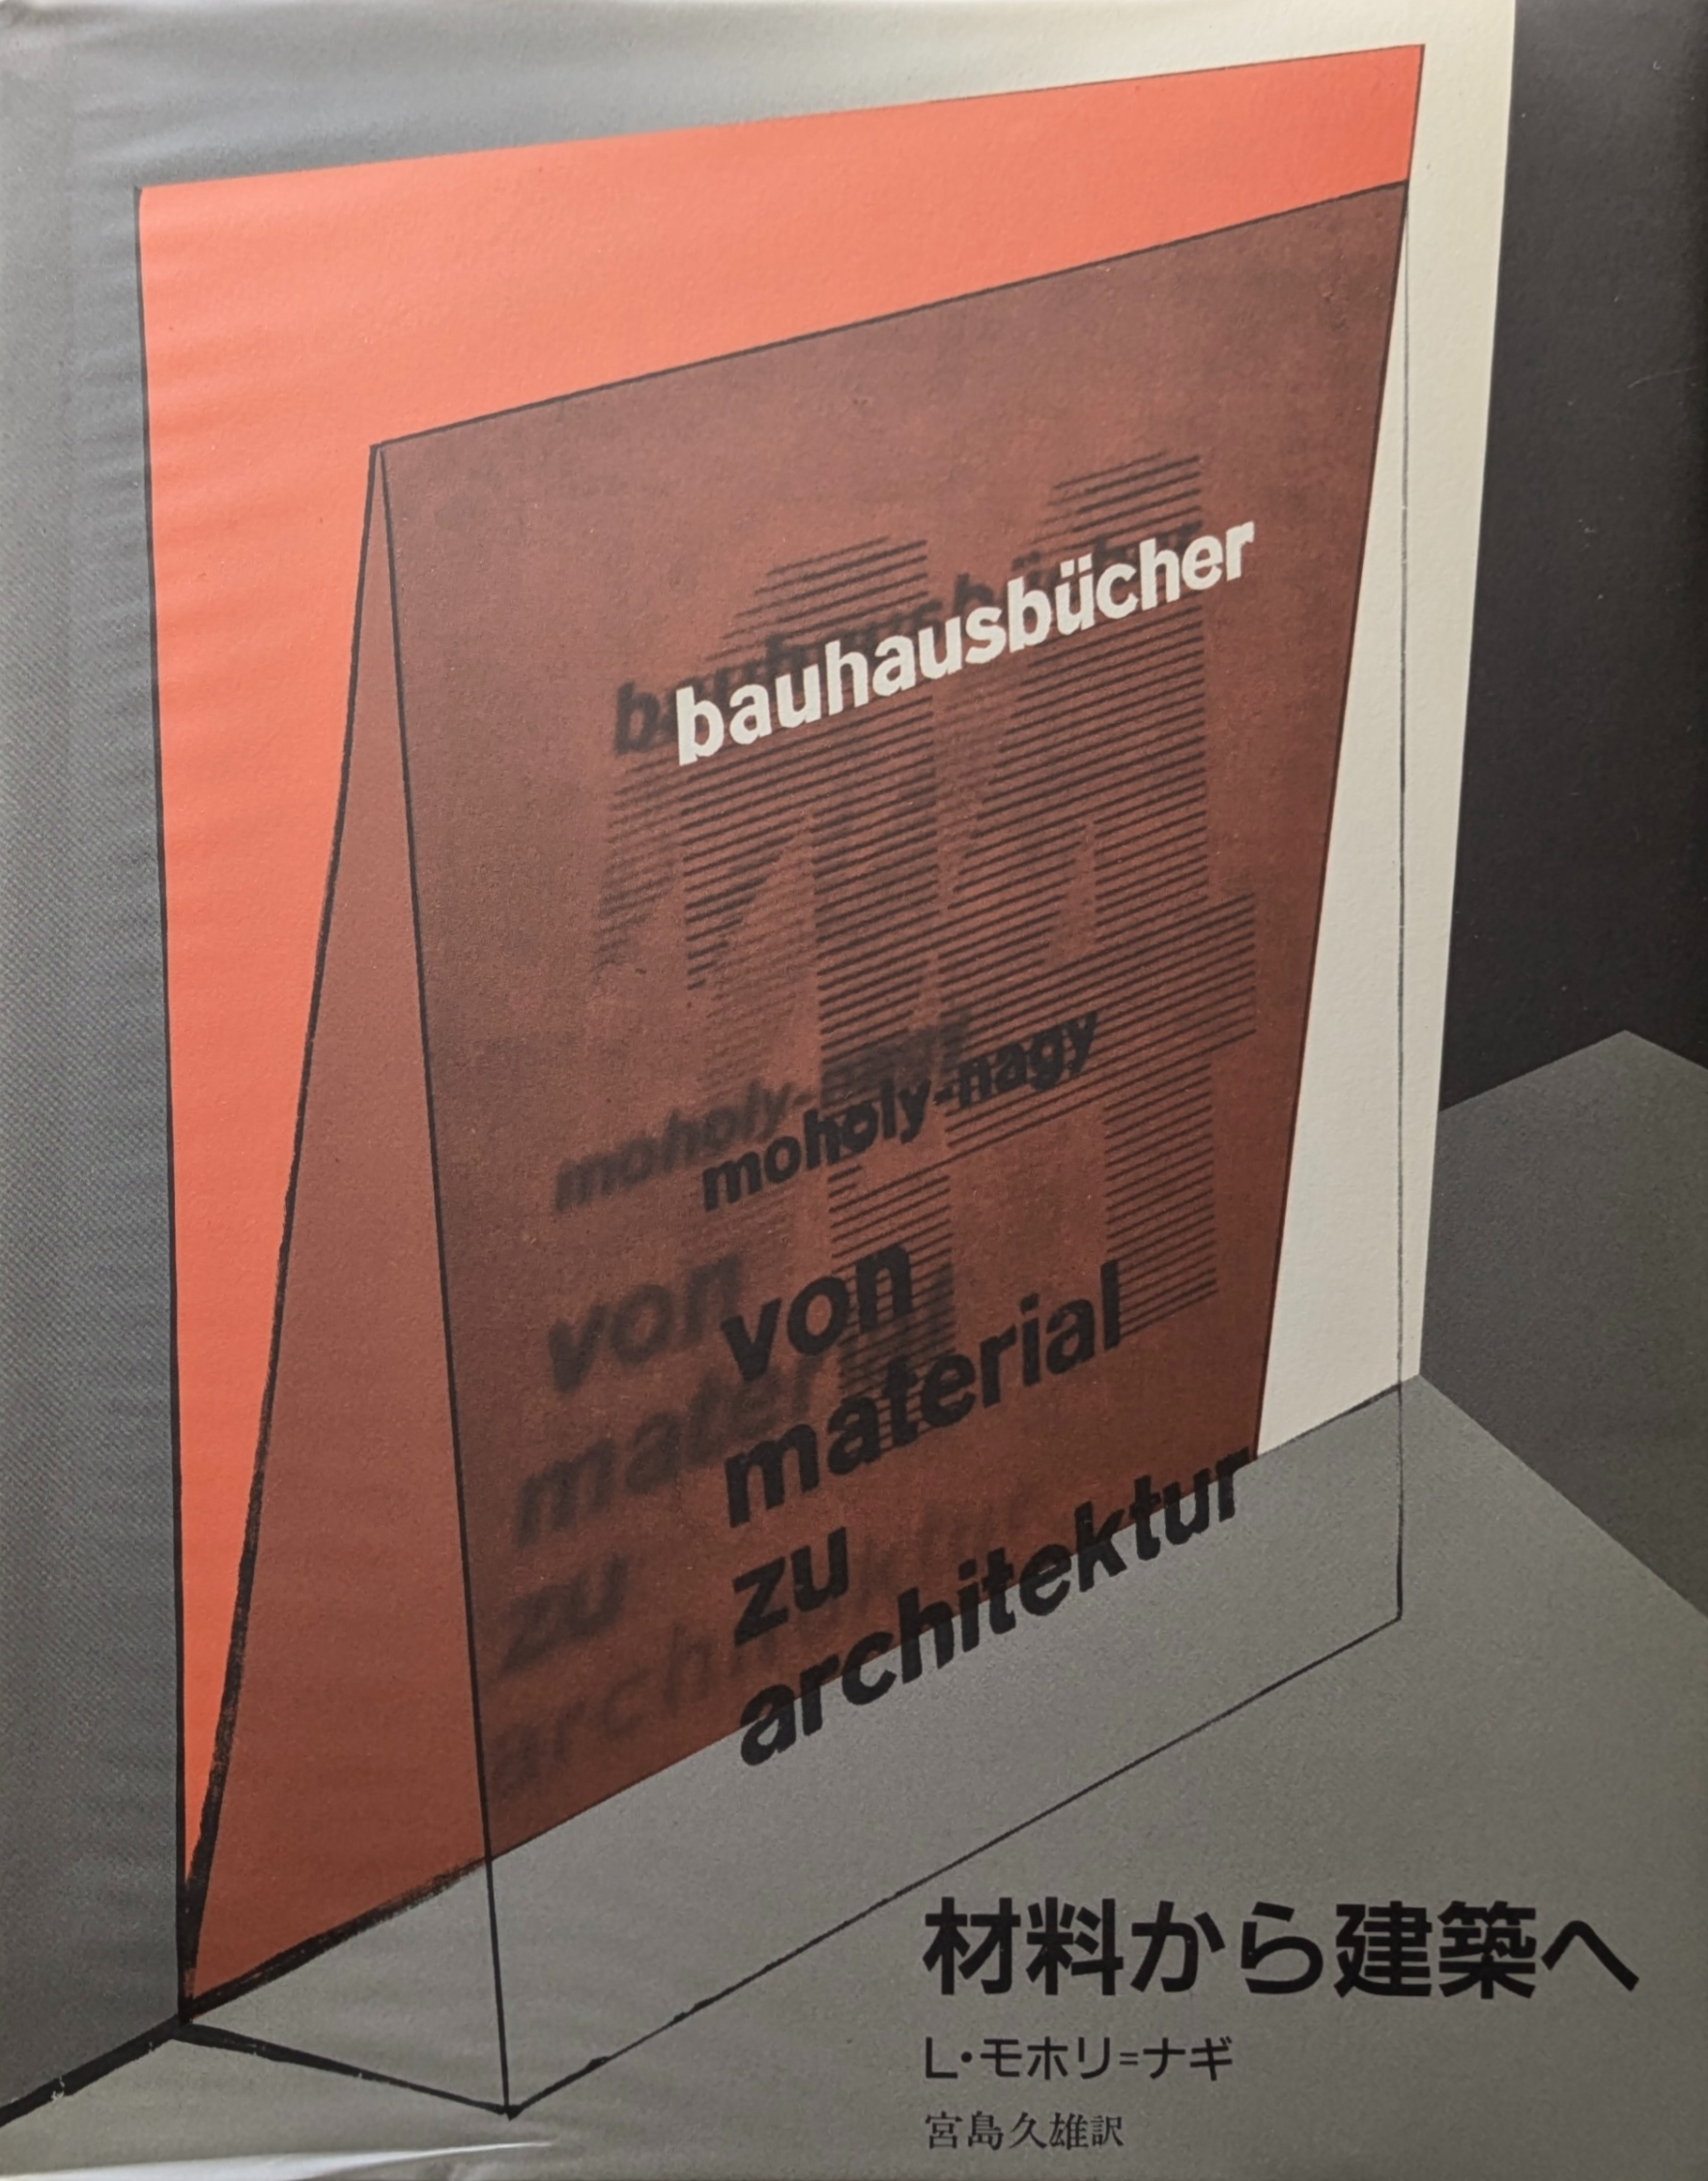 bauhausbücher
14
moholy-nagy
von
material
zu
architektur
材料から建築へ
L・モホリ=ナギ
宮島久雄訳